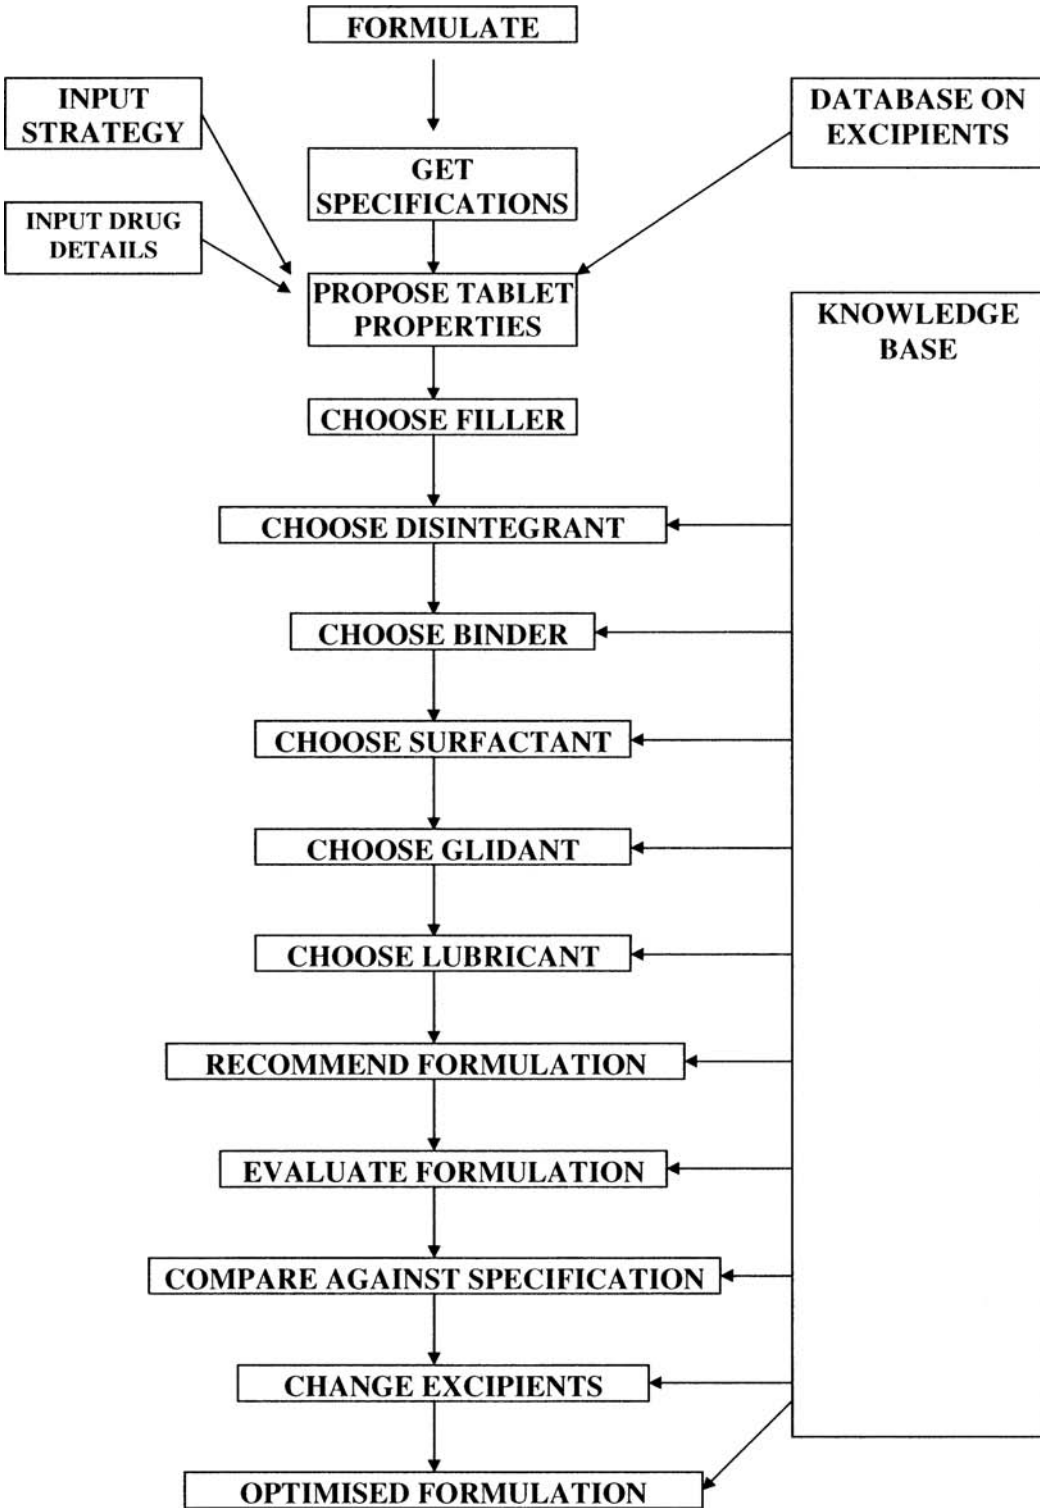 FORMULATE
INPUT
STRATEGY
DATABASE ON
EXCIPIENTS
GET
SPECIFICATIONS
INPUT DRUG
DETAILS
PROPOSE TABLET
PROPERTIES
KNOWLEDGE
BASE
CHOOSE FILLER
CHOOSE DISINTEGRANT
CHOOSE BINDER
CHOOSE SURFACTANT
CHOOSE GLIDANT
CHOOSE LUBRICANT
RECOMMEND FORMULATION
EVALUATE FORMULATION
COMPARE AGAINST SPECIFICATION
CHANGE EXCIPIENTS
OPTIMISED FORMULATION